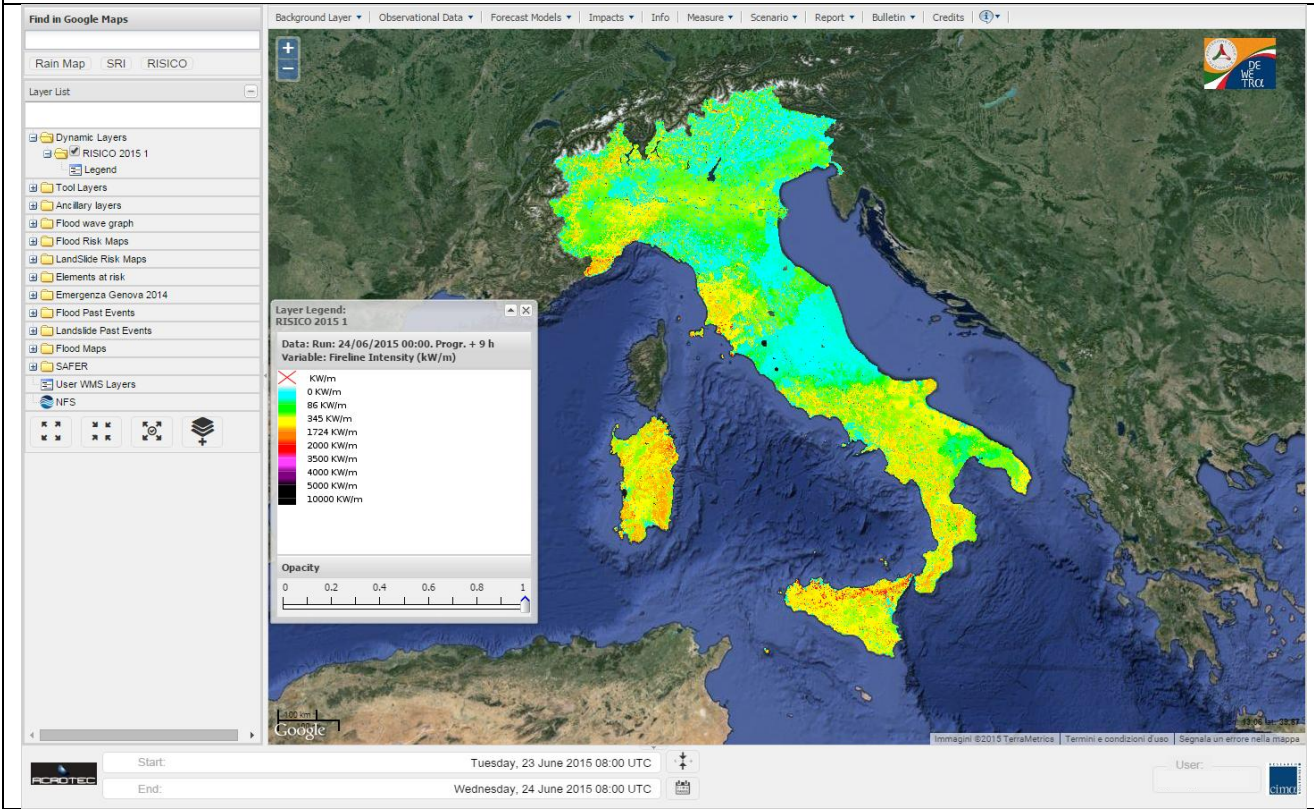 Find in Google Maps
Background Layer
Observational Data
Forecast Models
Impacts
Info
Measure
Scenario
Report
Bulletin
Credits
Rain Map
SRI
RISICO
Layer List
Dynamic Layers
RISICO 2015 1
Legend
Tool Layers
Ancillary layers
Flood wave graph
Flood Risk Maps
LandSlide Risk Maps
Elements at risk
Emergenza Genova 2014
Flood Past Events
Landslide Past Events
Flood Maps
SAFER
User WMS Layers
NFS
DE
WE
TRα
Layer Legend:
RISICO 2015 1
Data: Run: 24/06/2015 00:00. Progr. + 9 h
Variable: Fireline Intensity (kW/m)
KW/m
0 KW/m
86 KW/m
345 KW/m
1724 KW/m
2000 KW/m
3500 KW/m
4000 KW/m
5000 KW/m
10000 KW/m
Opacity
0 0.2 0.4 0.6 0.8 1
100 km
Google
Immagini ©2015 TerraMetrics
Termini e condizioni d'uso
Segnala un errore nella mappa
ACROTEC
Start: Tuesday, 23 June 2015 08:00 UTC
End: Wednesday, 24 June 2015 08:00 UTC
User:
cima